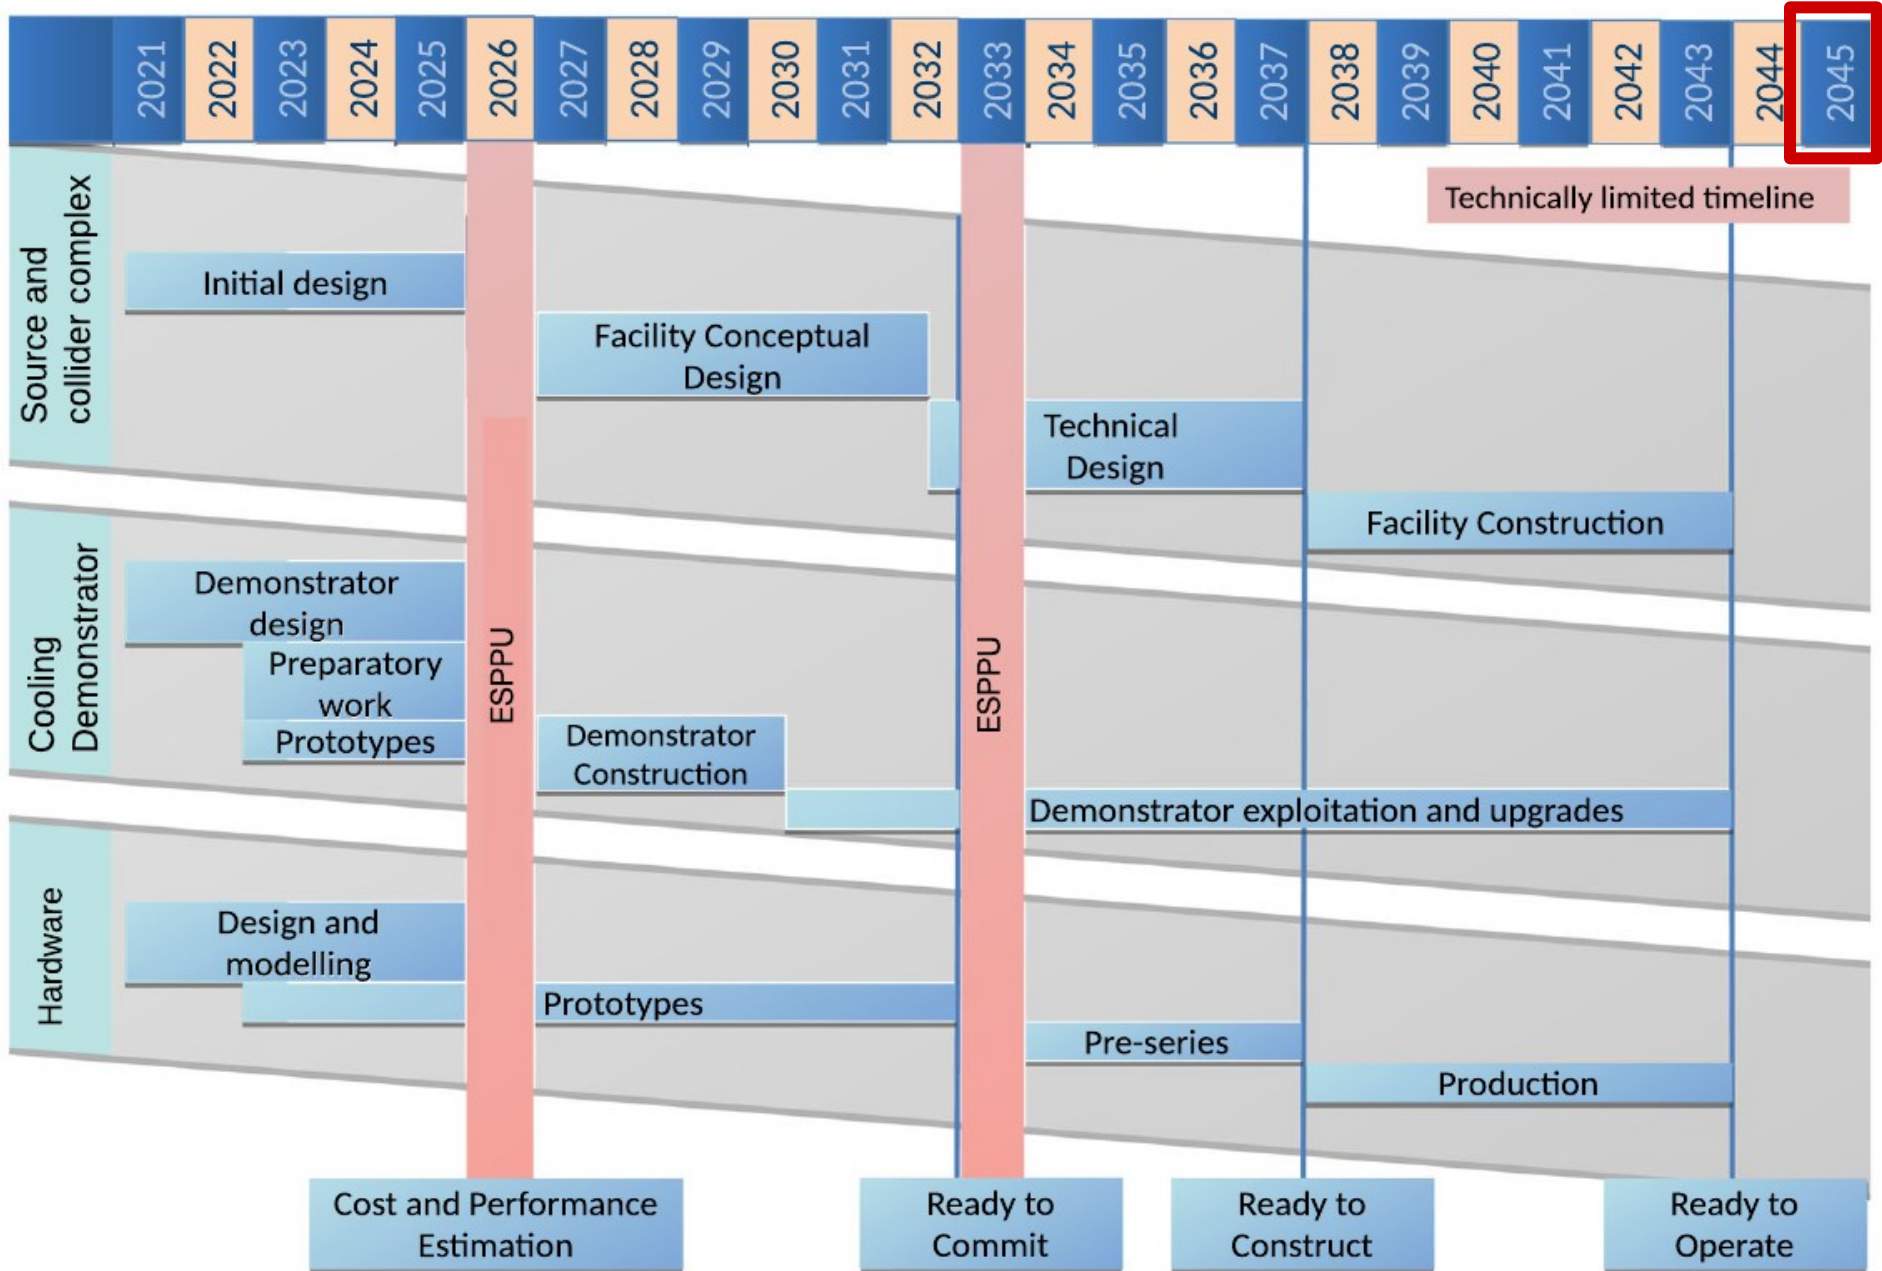 2021 2022 2023 2024 2025 2026 2027 2028 2029 2030 2031 2032 2033 2034 2035 2036 2037 2038 2039 2040 2041 2042 2043 2044 2045
Technically limited timeline
Source and
collider complex
Initial design
Facility Conceptual
Design
Technical
Design
Facility Construction
Cooling
Demonstrator
Demonstrator
design
Preparatory
work
Prototypes
ESPPU
ESPPU
Demonstrator
Construction
Demonstrator exploitation and upgrades
Hardware
Design and
modelling
Prototypes
Pre-series
Production
Cost and Performance
Estimation
Ready to
Commit
Ready to
Construct
Ready to
Operate